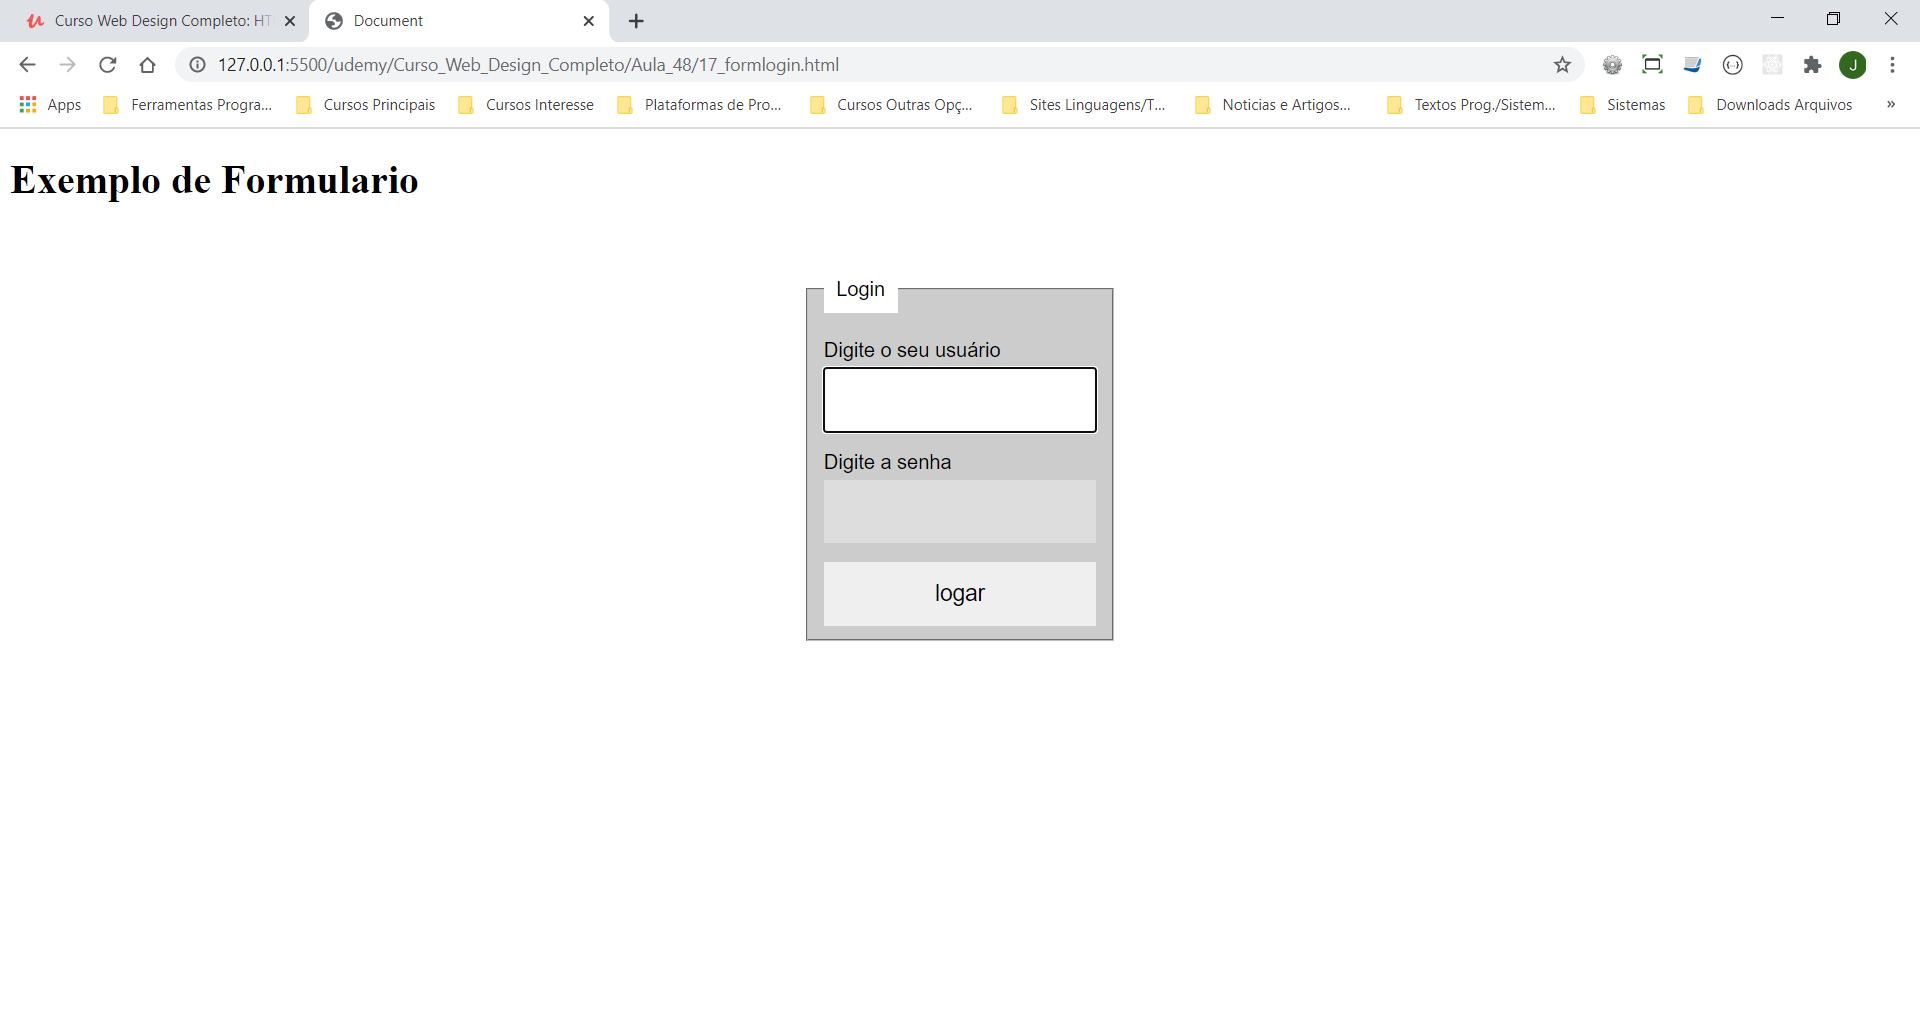 Curso Web Design Completo: HT
Document
127.0.0.1:5500/udemy/Curso_Web_Design_Completo/Aula_48/17_formlogin.html
J
Apps Ferramentas Progra... Cursos Principais Cursos Interesse Plataformas de Pro... Cursos Outras Opç... Sites Linguagens/T... Noticias e Artigos... Textos Prog./Sistem... Sistemas Downloads Arquivos »
Exemplo de Formulario
Login
Digite o seu usuário
Digite a senha
logar